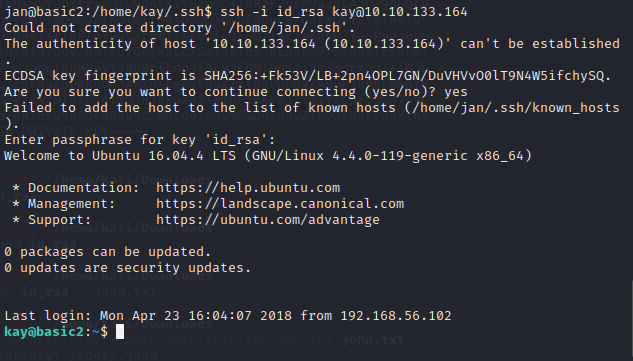 jan@basic2:/home/kay/.ssh$ ssh -i id_rsa kay@10.10.133.164
Could not create directory '/home/jan/.ssh'.
The authenticity of host '10.10.133.164 (10.10.133.164)' can't be established
.
ECDSA key fingerprint is SHA256:+Fk53V/LB+2pn4OPL7GN/DuVHVvO0lT9N4W5ifchySQ.
Are you sure you want to continue connecting (yes/no)? yes
Failed to add the host to the list of known hosts (/home/jan/.ssh/known_hosts
).
Enter passphrase for key 'id_rsa':
Welcome to Ubuntu 16.04.4 LTS (GNU/Linux 4.4.0-119-generic x86_64)
* Documentation: https://help.ubuntu.com
* Management: https://landscape.canonical.com
* Support: https://ubuntu.com/advantage
0 packages can be updated.
0 updates are security updates.
Last login: Mon Apr 23 16:04:07 2018 from 192.168.56.102
kay@basic2:~$